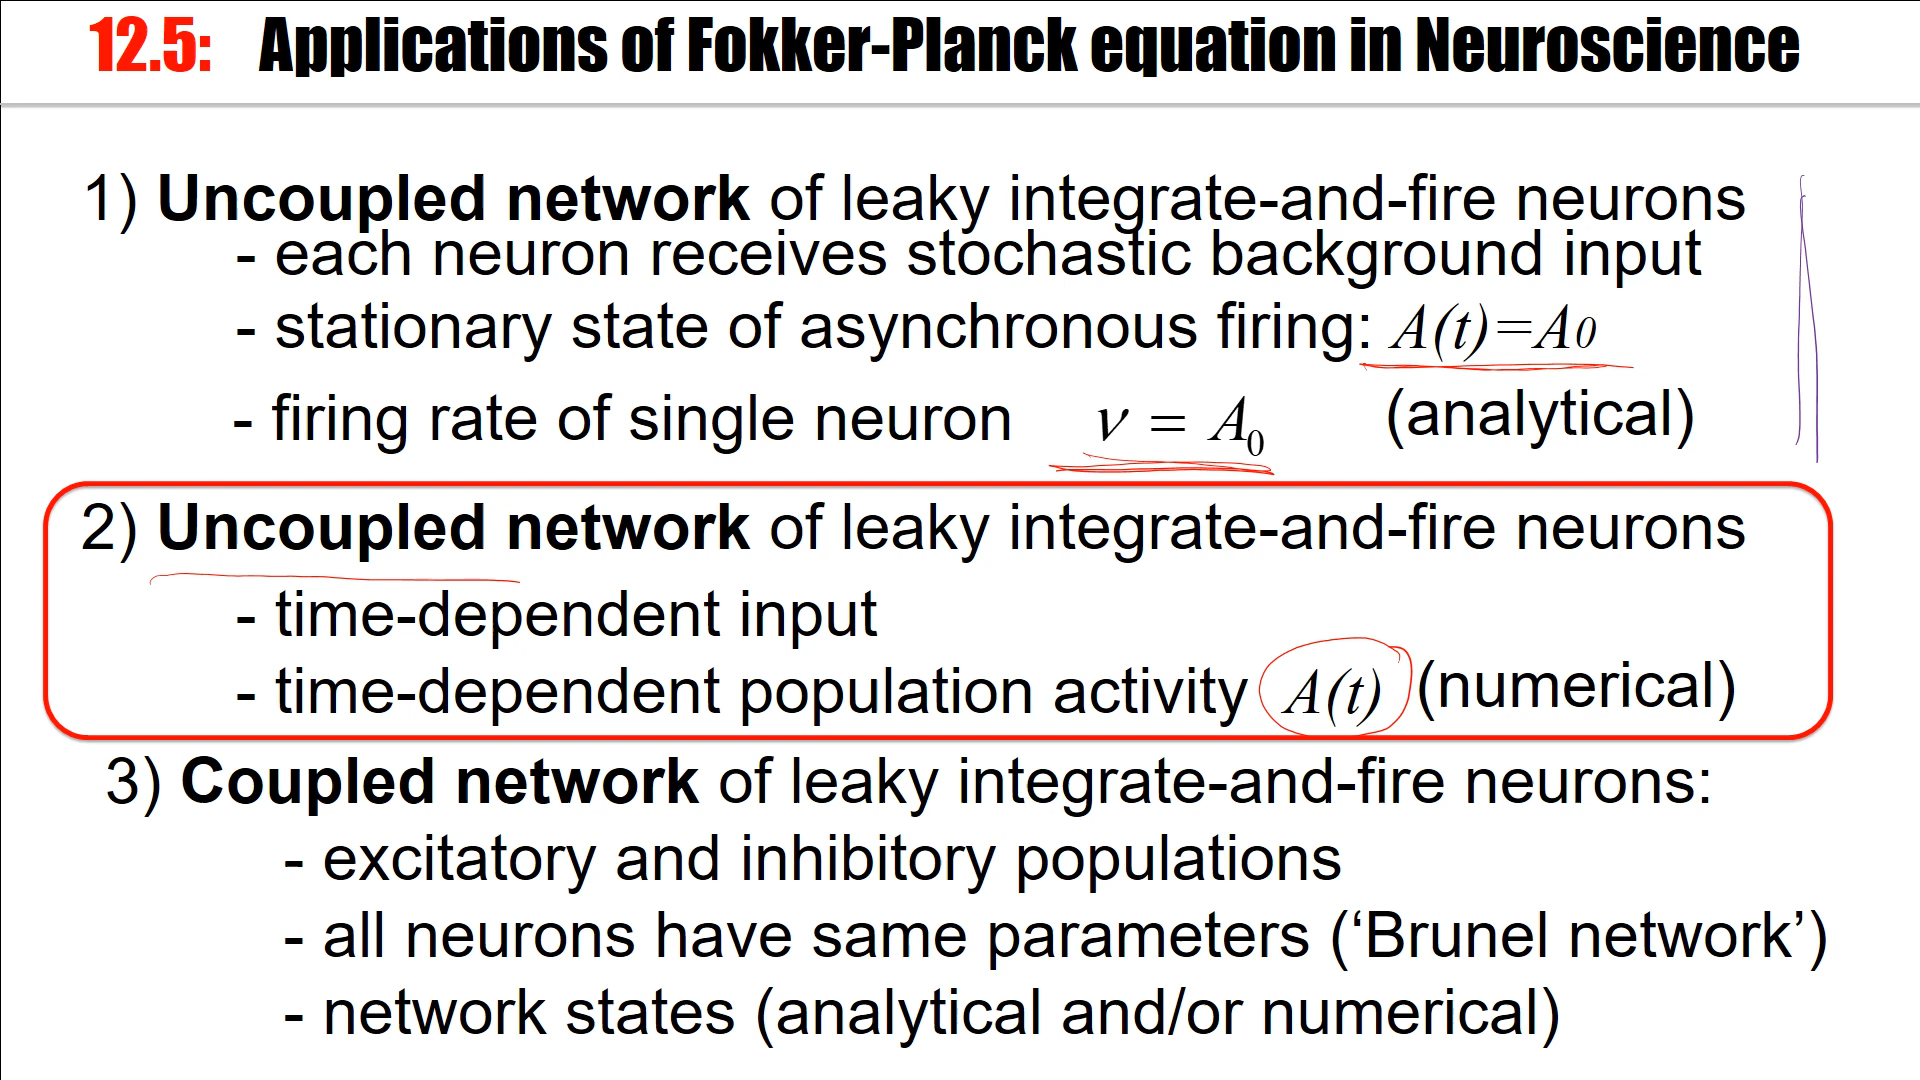 12.5: Applications of Fokker-Planck equation in Neuroscience
1) Uncoupled network of leaky integrate-and-fire neurons
- each neuron receives stochastic background input
- stationary state of asynchronous firing: A(t)=A0
- firing rate of single neuron ν = A₀ (analytical)
2) Uncoupled network of leaky integrate-and-fire neurons
- time-dependent input
- time-dependent population activity A(t) (numerical)
3) Coupled network of leaky integrate-and-fire neurons:
- excitatory and inhibitory populations
- all neurons have same parameters (‘Brunel network’)
- network states (analytical and/or numerical)